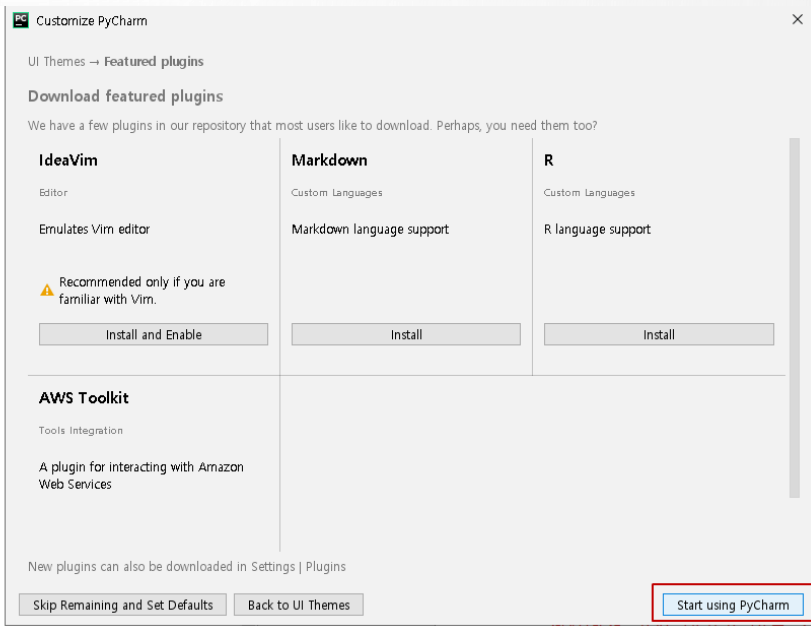 PC Customize PyCharm
UI Themes → Featured plugins
Download featured plugins
We have a few plugins in our repository that most users like to download. Perhaps, you need them too?
IdeaVim
Editor
Emulates Vim editor
Recommended only if you are
familiar with Vim.
Install and Enable
Markdown
Custom Languages
Markdown language support
Install
R
Custom Languages
R language support
Install
AWS Toolkit
Tools Integration
A plugin for interacting with Amazon
Web Services
New plugins can also be downloaded in Settings | Plugins
Skip Remaining and Set Defaults
Back to UI Themes
Start using PyCharm